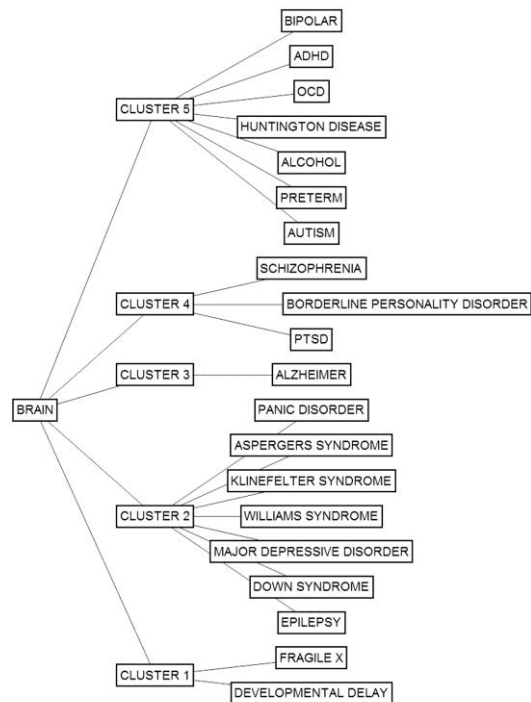 BIPOLAR
ADHD
OCD
CLUSTER 5
HUNTINGTON DISEASE
ALCOHOL
PRETERM
AUTISM
SCHIZOPHRENIA
CLUSTER 4
BORDERLINE PERSONALITY DISORDER
PTSD
CLUSTER 3
ALZHEIMER
BRAIN
PANIC DISORDER
ASPERGERS SYNDROME
KLINEFELTER SYNDROME
CLUSTER 2
WILLIAMS SYNDROME
MAJOR DEPRESSIVE DISORDER
DOWN SYNDROME
EPILEPSY
FRAGILE X
CLUSTER 1
DEVELOPMENTAL DELAY